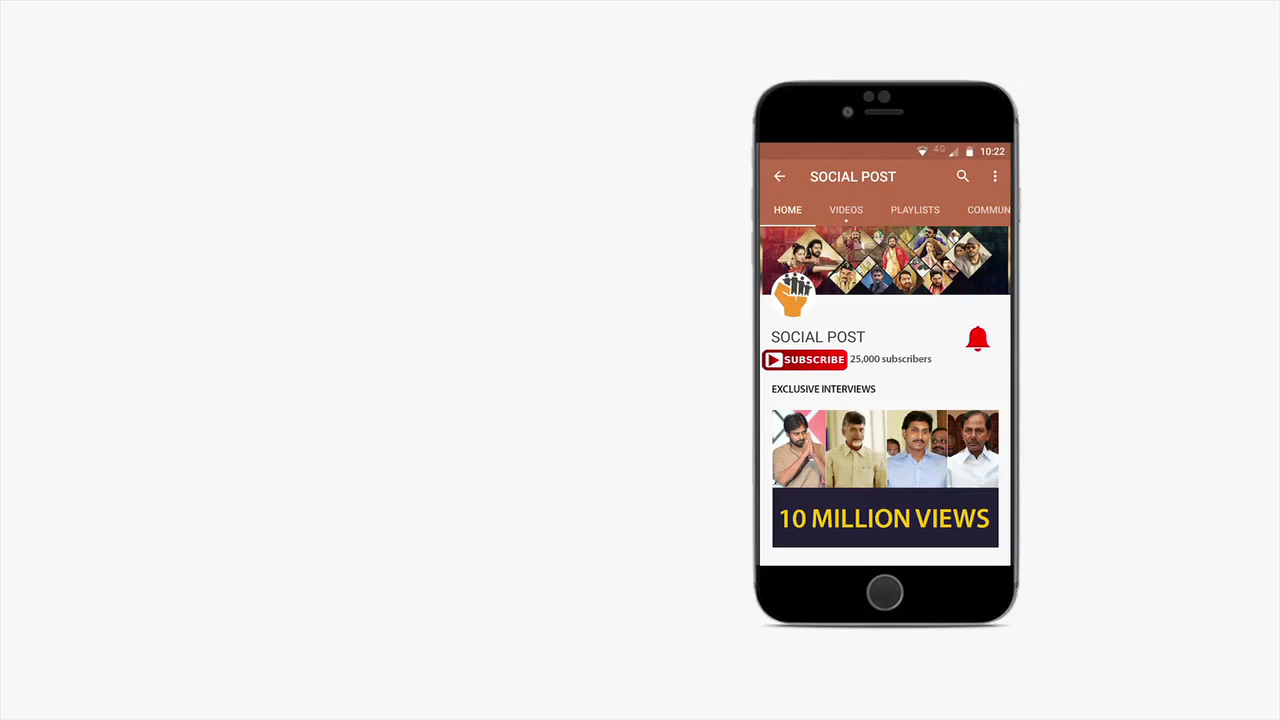 4G 10:22
SOCIAL POST
HOME VIDEOS PLAYLISTS COMMUN
SOCIAL POST
SUBSCRIBE 25,000 subscribers
EXCLUSIVE INTERVIEWS
10 MILLION VIEWS